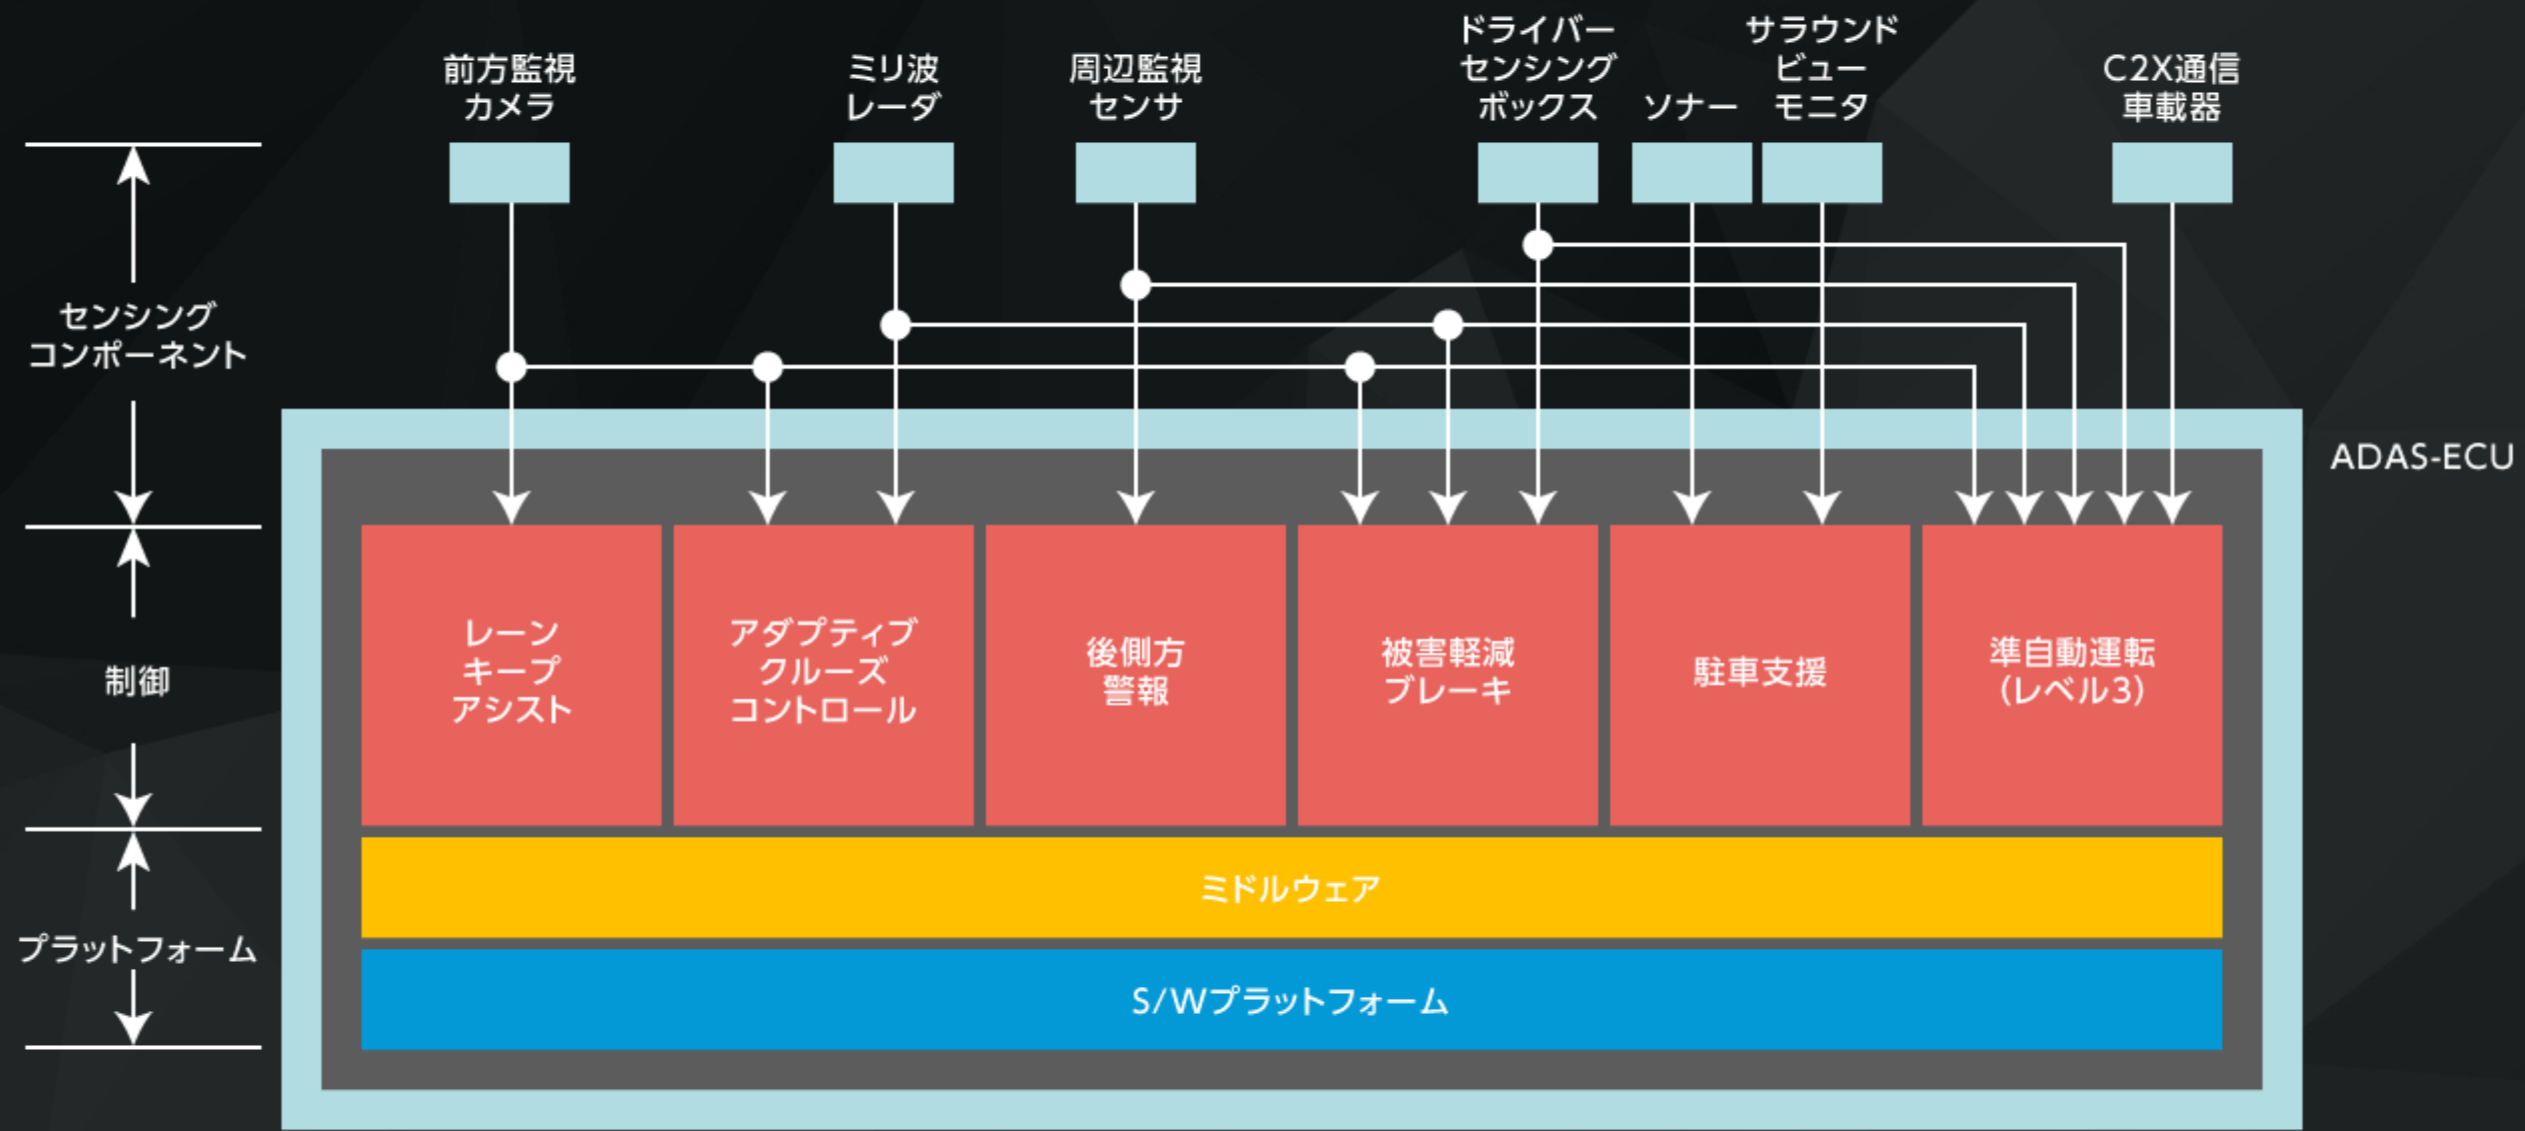 前方監視
カメラ
ミリ波
レーダ
周辺監視
センサ
ドライバー
センシング
ボックス
ソナー
サラウンド
ビュー
モニタ
C2X通信
車載器
センシング
コンポーネント
ADAS-ECU
制御
レーン
キープ
アシスト
アダプティブ
クルーズ
コントロール
後側方
警報
被害軽減
ブレーキ
駐車支援
準自動運転
(レベル3)
プラットフォーム
ミドルウェア
S/Wプラットフォーム